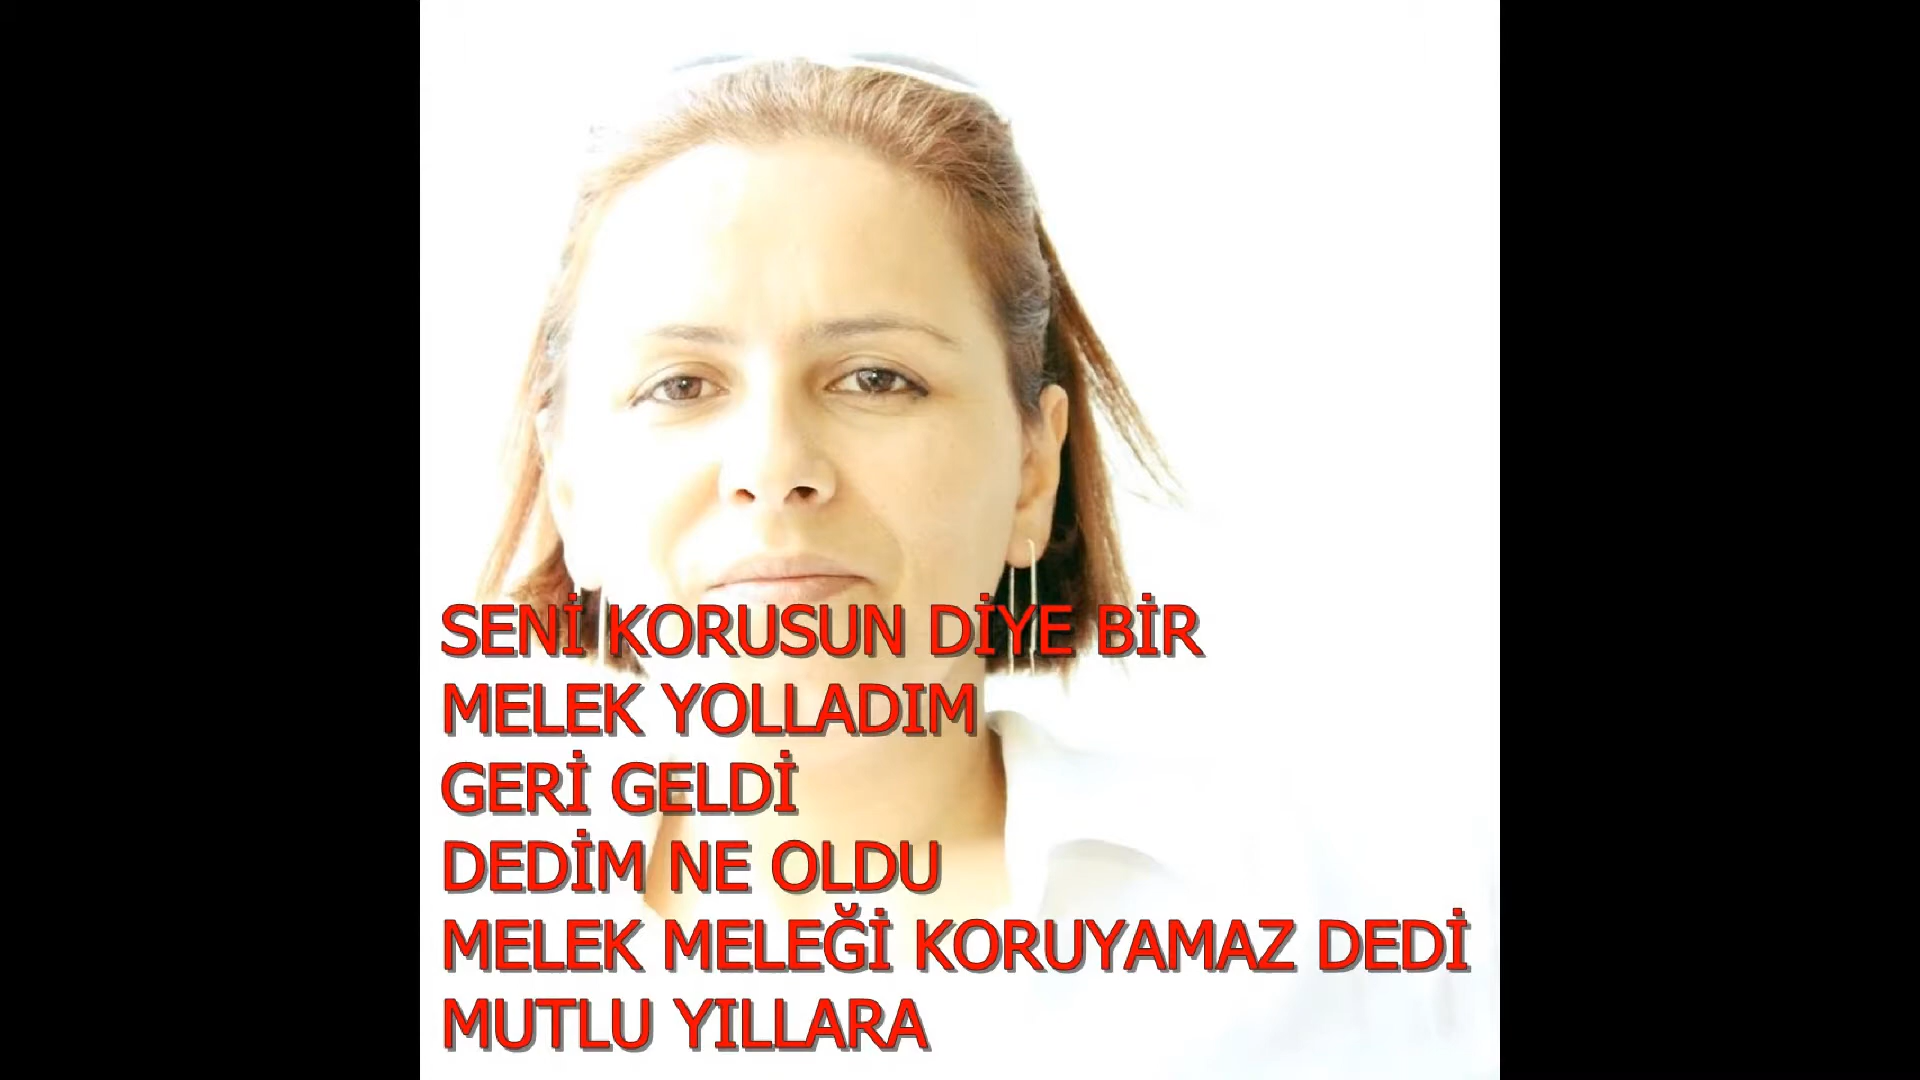 SENİ KORUSUN DİYE BİR
MELEK YOLLADIM
GERİ GELDİ
DEDİM NE OLDU
MELEK MELEĞİ KORUYAMAZ DEDİ
MUTLU YILLARA